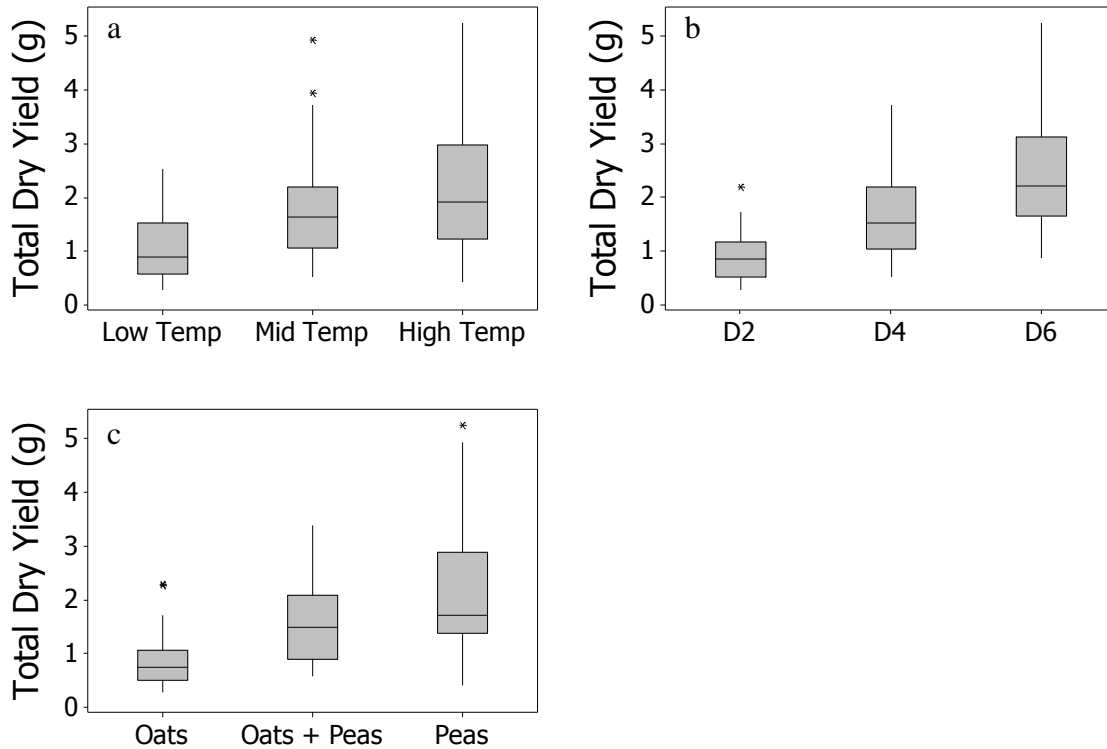 a
Total Dry Yield (g)
5
4
3
2
1
0
Low Temp Mid Temp High Temp
b
Total Dry Yield (g)
5
4
3
2
1
0
D2 D4 D6
c
Total Dry Yield (g)
5
4
3
2
1
0
Oats Oats + Peas Peas